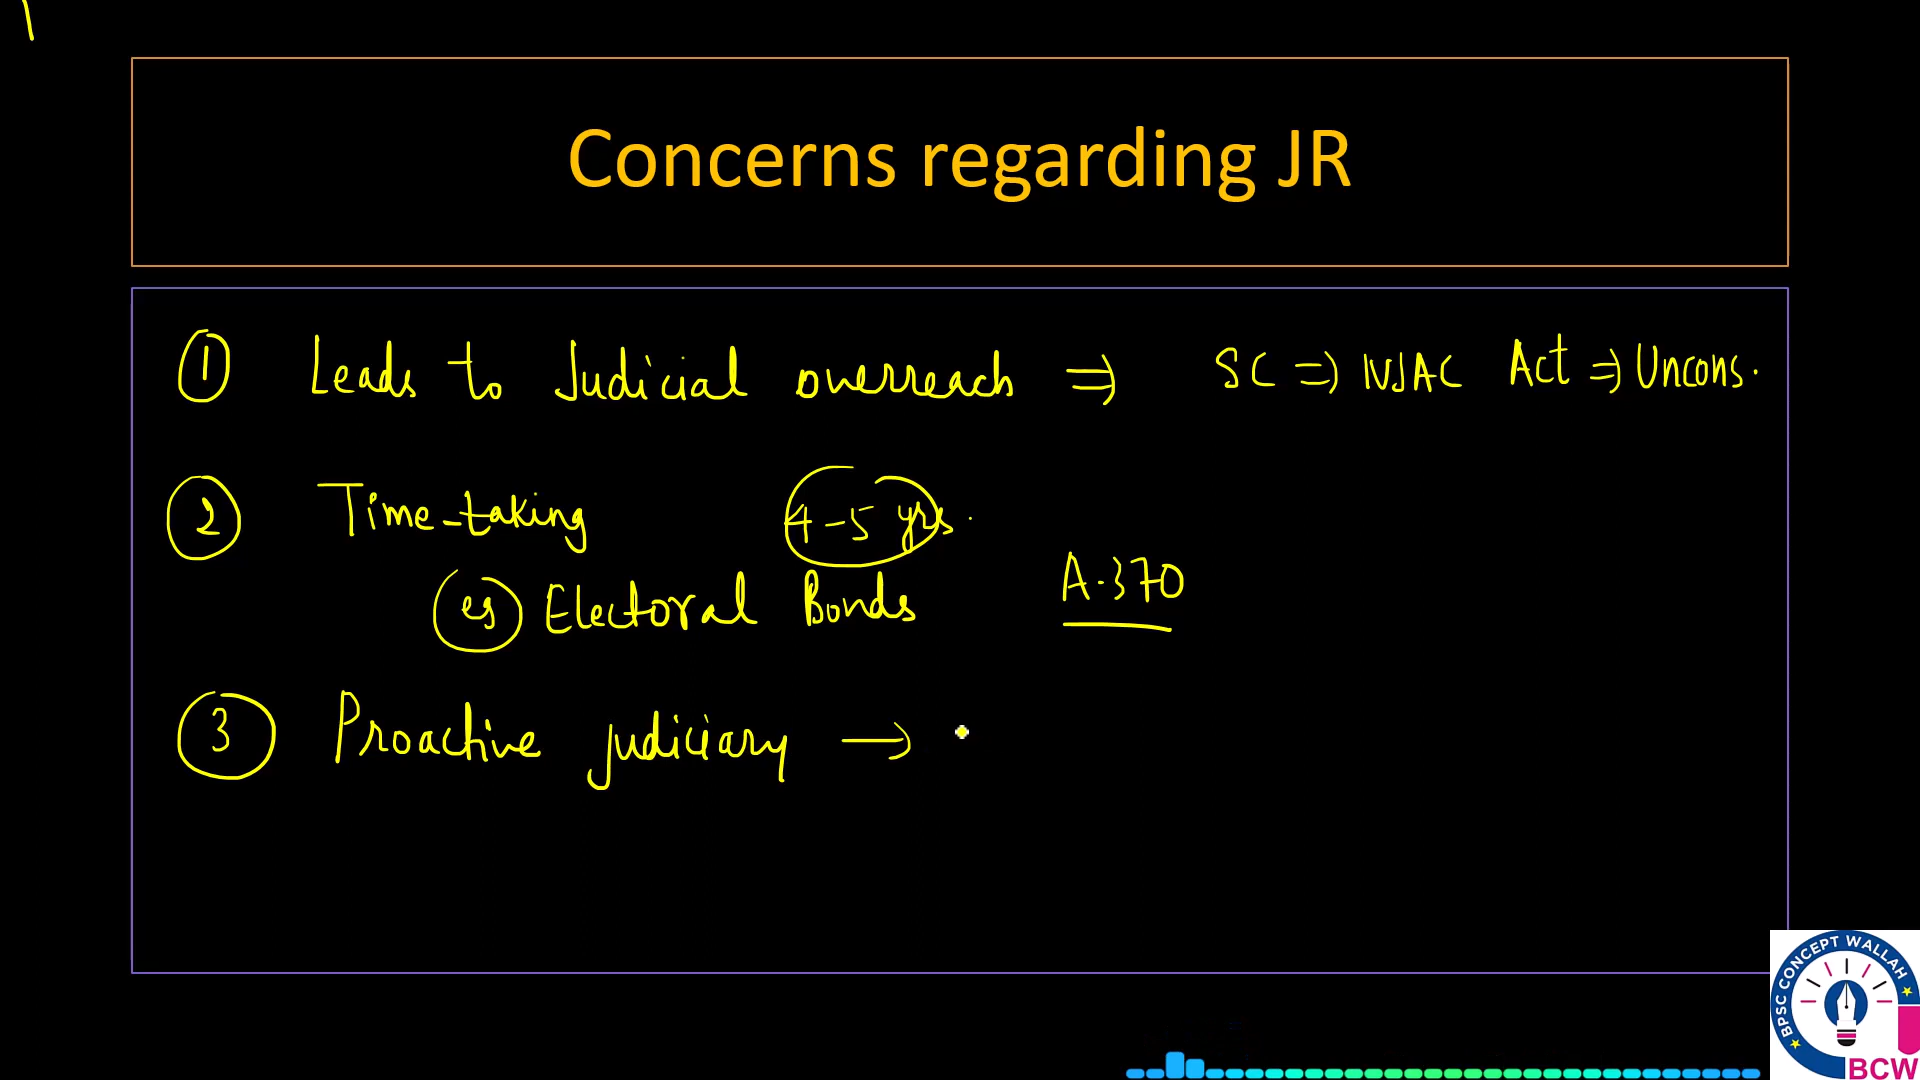 Concerns regarding JR
1 Leads to Judicial overreach ⇒ SC ⇒ NJAC Act ⇒ Uncons.
2 Time-taking 4-5 yrs.
eg Electoral Bonds A.370
3 Proactive judiciary →
BPSC CONCEPT WALLAH
BCW